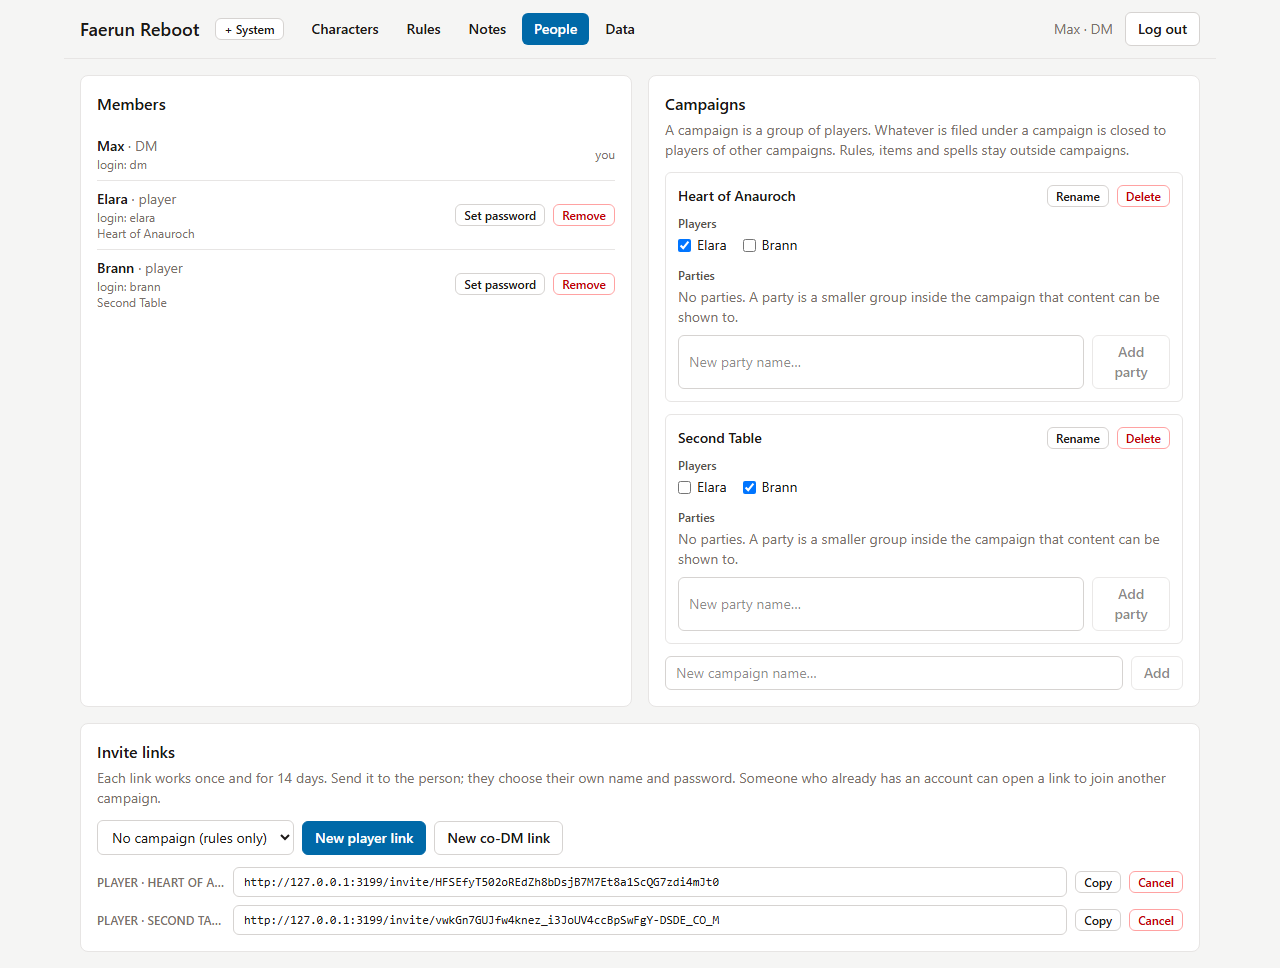 Faerun Reboot
+ System
Characters
Rules
Notes
People
Data
Max · DM
Log out
Members
Max · DM
login: dm
you
Elara · player
login: elara
Heart of Anauroch
Set password
Remove
Brann · player
login: brann
Second Table
Set password
Remove
Campaigns
A campaign is a group of players. Whatever is filed under a campaign is closed to
players of other campaigns. Rules, items and spells stay outside campaigns.
Heart of Anauroch
Rename
Delete
Players
Elara
Brann
Parties
No parties. A party is a smaller group inside the campaign that content can be
shown to.
New party name...
Add
party
Second Table
Rename
Delete
Players
Elara
Brann
Parties
No parties. A party is a smaller group inside the campaign that content can be
shown to.
New party name...
Add
party
New campaign name...
Add
Invite links
Each link works once and for 14 days. Send it to the person; they choose their own name and password. Someone who already has an account can open a link to join another
campaign.
No campaign (rules only)
New player link
New co-DM link
PLAYER · HEART OF A...
http://127.0.0.1:3199/invite/HFSEfyT502oREdZh8bDsjB7M7Et8a1ScQG7zdi4mJt0
Copy
Cancel
PLAYER · SECOND TA...
http://127.0.0.1:3199/invite/vwkGn7GUJfw4knez_i3JoUV4ccBpSwFgY-DSDE_CO_M
Copy
Cancel